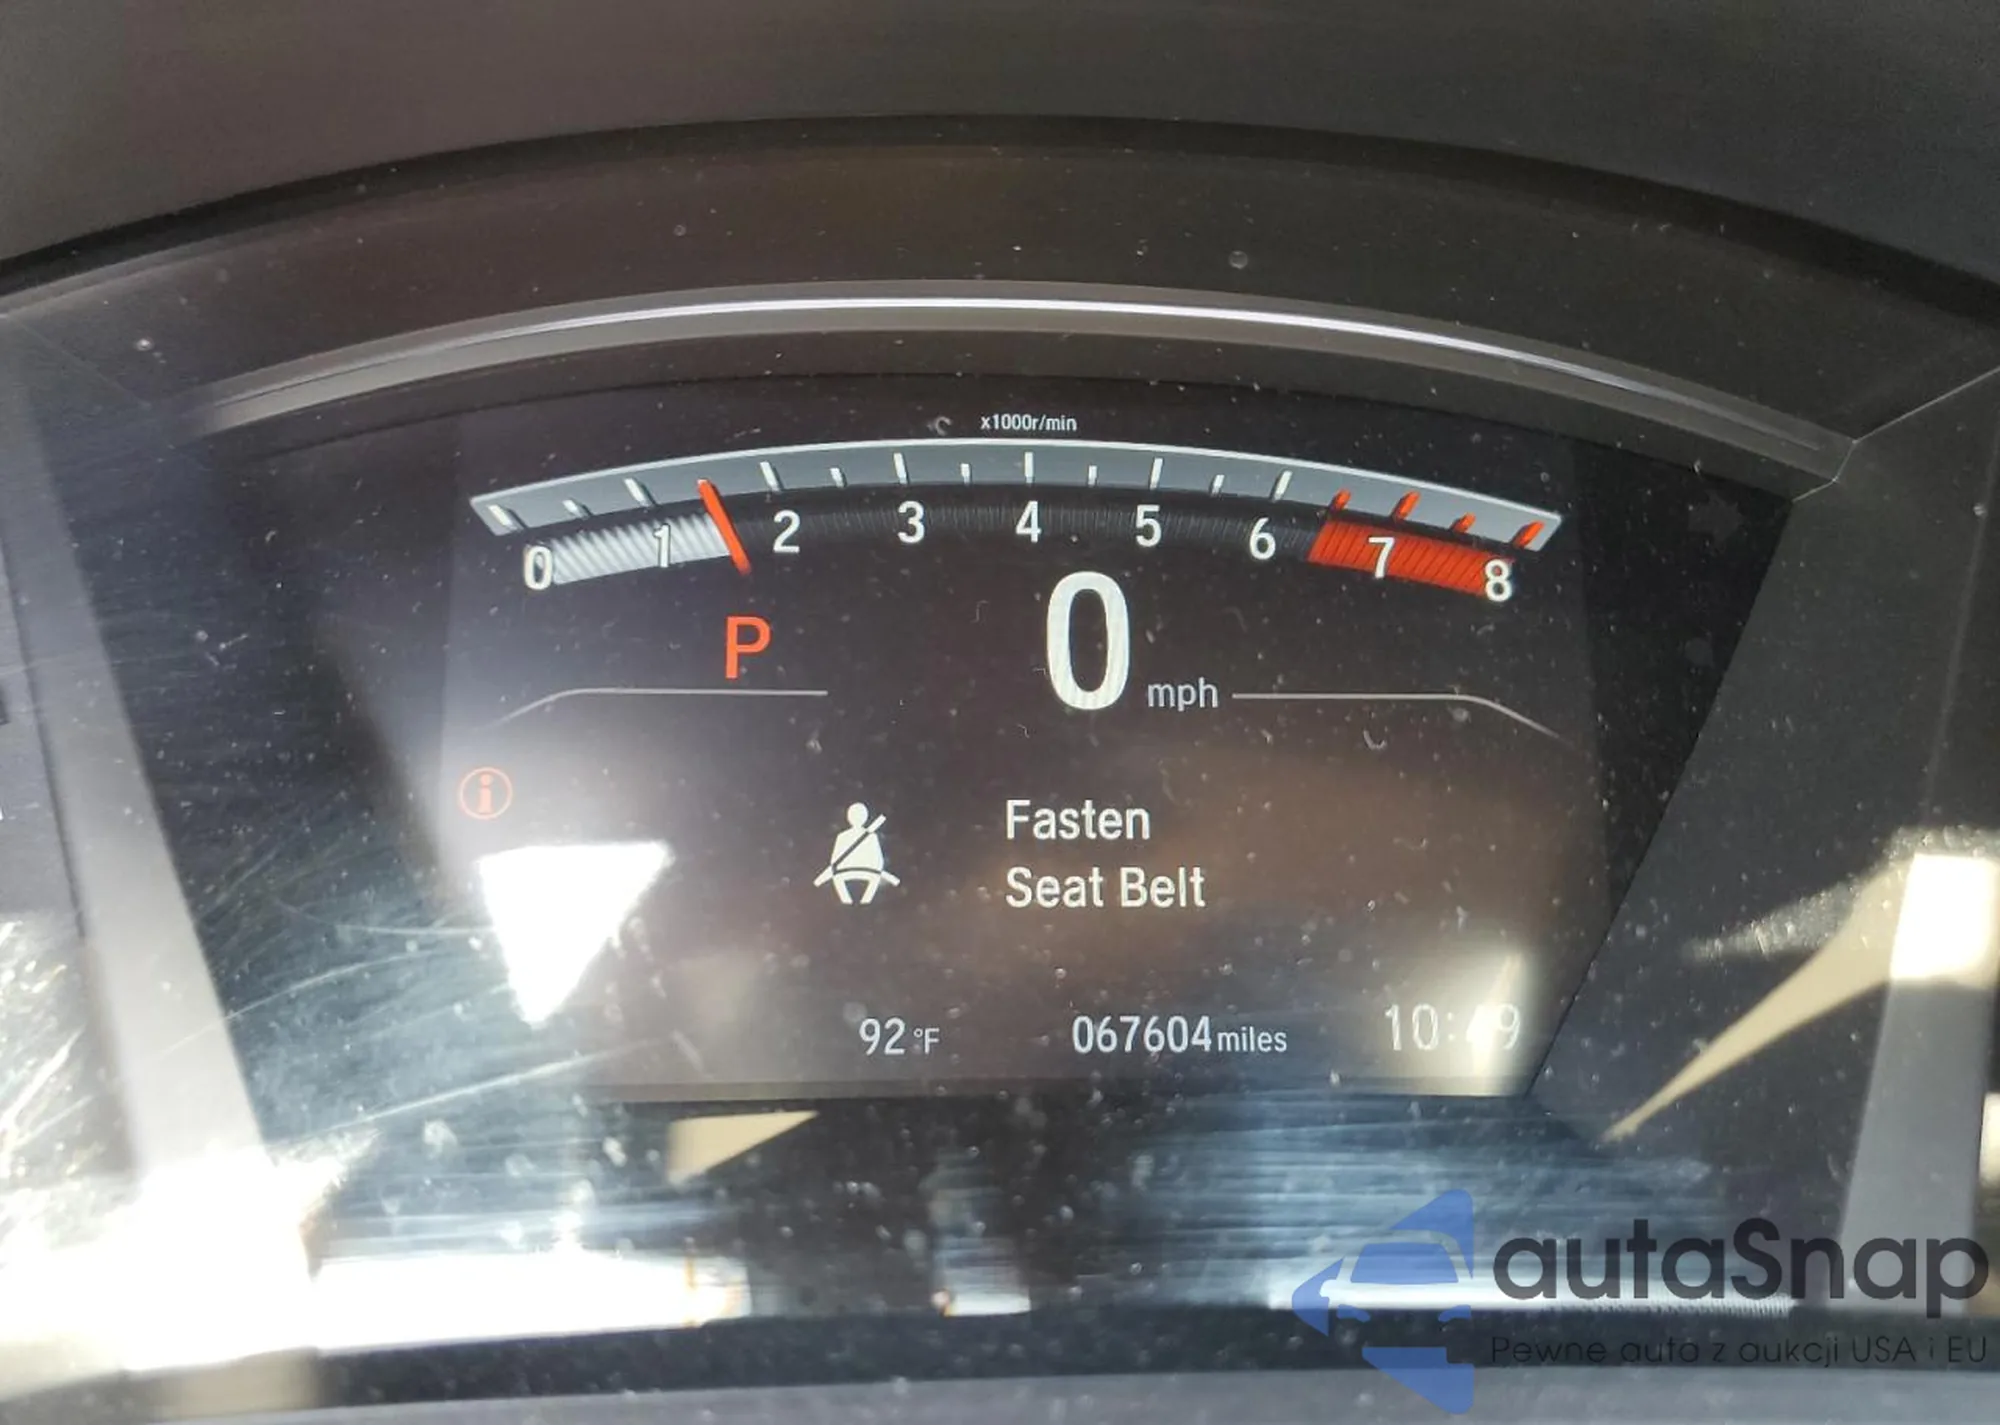 x1000r/min
0 1 2 3 4 5 6 7 8
P
0 mph
i
Fasten
Seat Belt
92°F 067604 miles
autaSnap
Pewne auta z aukcji USA i EU